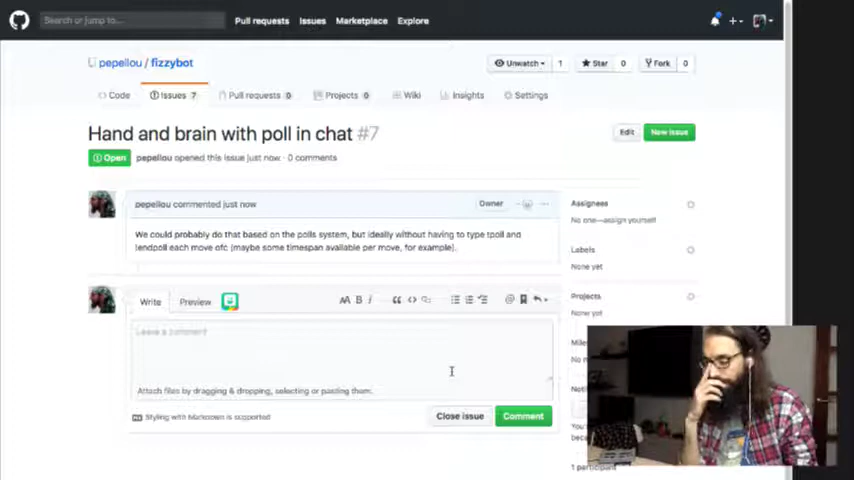 Search or jump to...
Pull requests Issues Marketplace Explore
pepellou / fizzybot
Unwatch 1 Star 0 Fork 0
Code Issues 7 Pull requests 0 Projects 0 Wiki Insights Settings
Hand and brain with poll in chat #7
Edit New issue
Open pepellou opened this issue just now · 0 comments
pepellou commented just now Owner
We could probably do that based on the polls system, but ideally without having to type !poll and
!endpoll each move ofc (maybe some timespan available per move, for example).
Assignees
No one—assign yourself
Labels
None yet
Projects
None yet
Write Preview
AA B i
Leave a comment
Attach files by dragging & dropping, selecting or pasting them.
Styling with Markdown is supported
Close issue Comment
1 participant